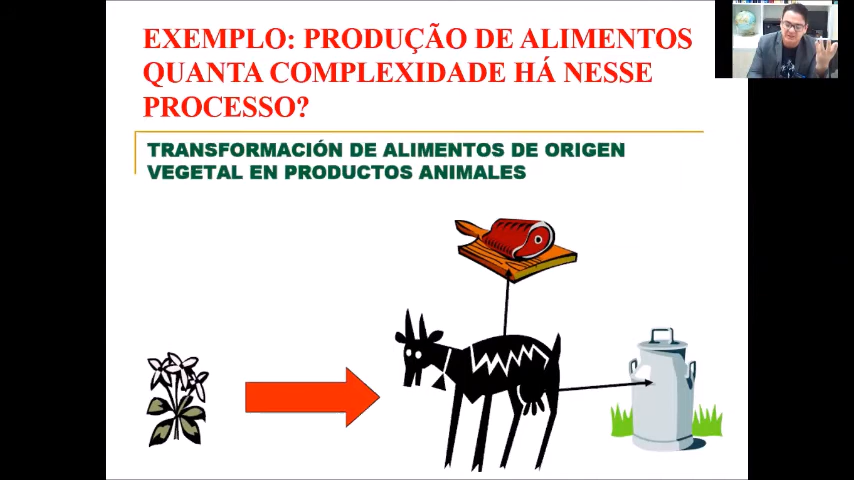 EXEMPLO: PRODUÇÃO DE ALIMENTOS
QUANTA COMPLEXIDADE HÁ NESSE
PROCESSO?
TRANSFORMACIÓN DE ALIMENTOS DE ORIGEN
VEGETAL EN PRODUCTOS ANIMALES